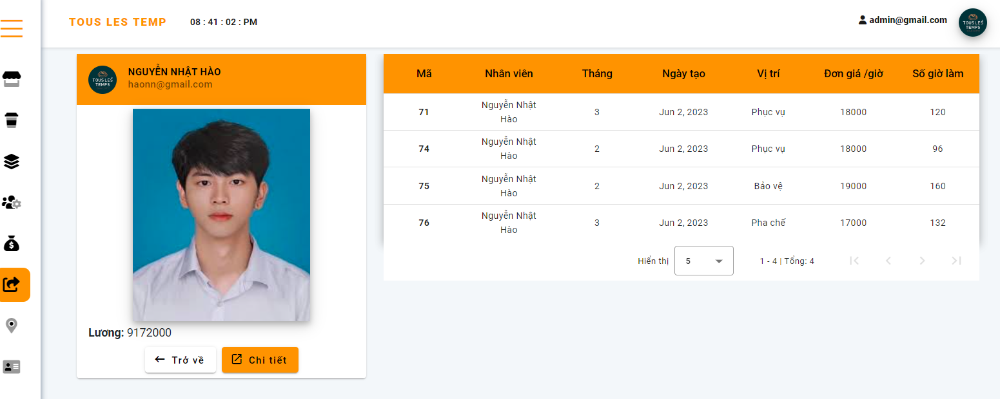 TOUS LES TEMP
08 : 41 : 02 : PM
admin@gmail.com
TOUS LES
TEMPS
TOUS LES
TEMPS
NGUYỄN NHẬT HÀO
haonn@gmail.com
Lương: 9172000
Trở về
Chi tiết
Mã Nhân viên Tháng Ngày tạo Vị trí Đơn giá /giờ Số giờ làm
71 Nguyễn Nhật Hào 3 Jun 2, 2023 Phục vụ 18000 120
74 Nguyễn Nhật Hào 2 Jun 2, 2023 Phục vụ 18000 96
75 Nguyễn Nhật Hào 2 Jun 2, 2023 Bảo vệ 19000 160
76 Nguyễn Nhật Hào 3 Jun 2, 2023 Pha chế 17000 132
Hiển thị 5 1 - 4 | Tổng: 4